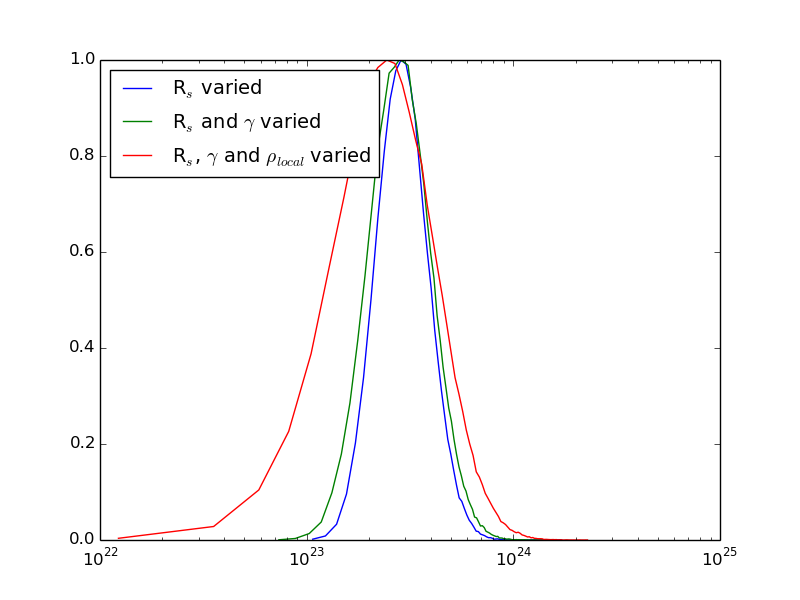 1.0
0.8
0.6
0.4
0.2
0.0
R_s varied
R_s and γ varied
R_s, γ and ρ_local varied
10^22 10^23 10^24 10^25